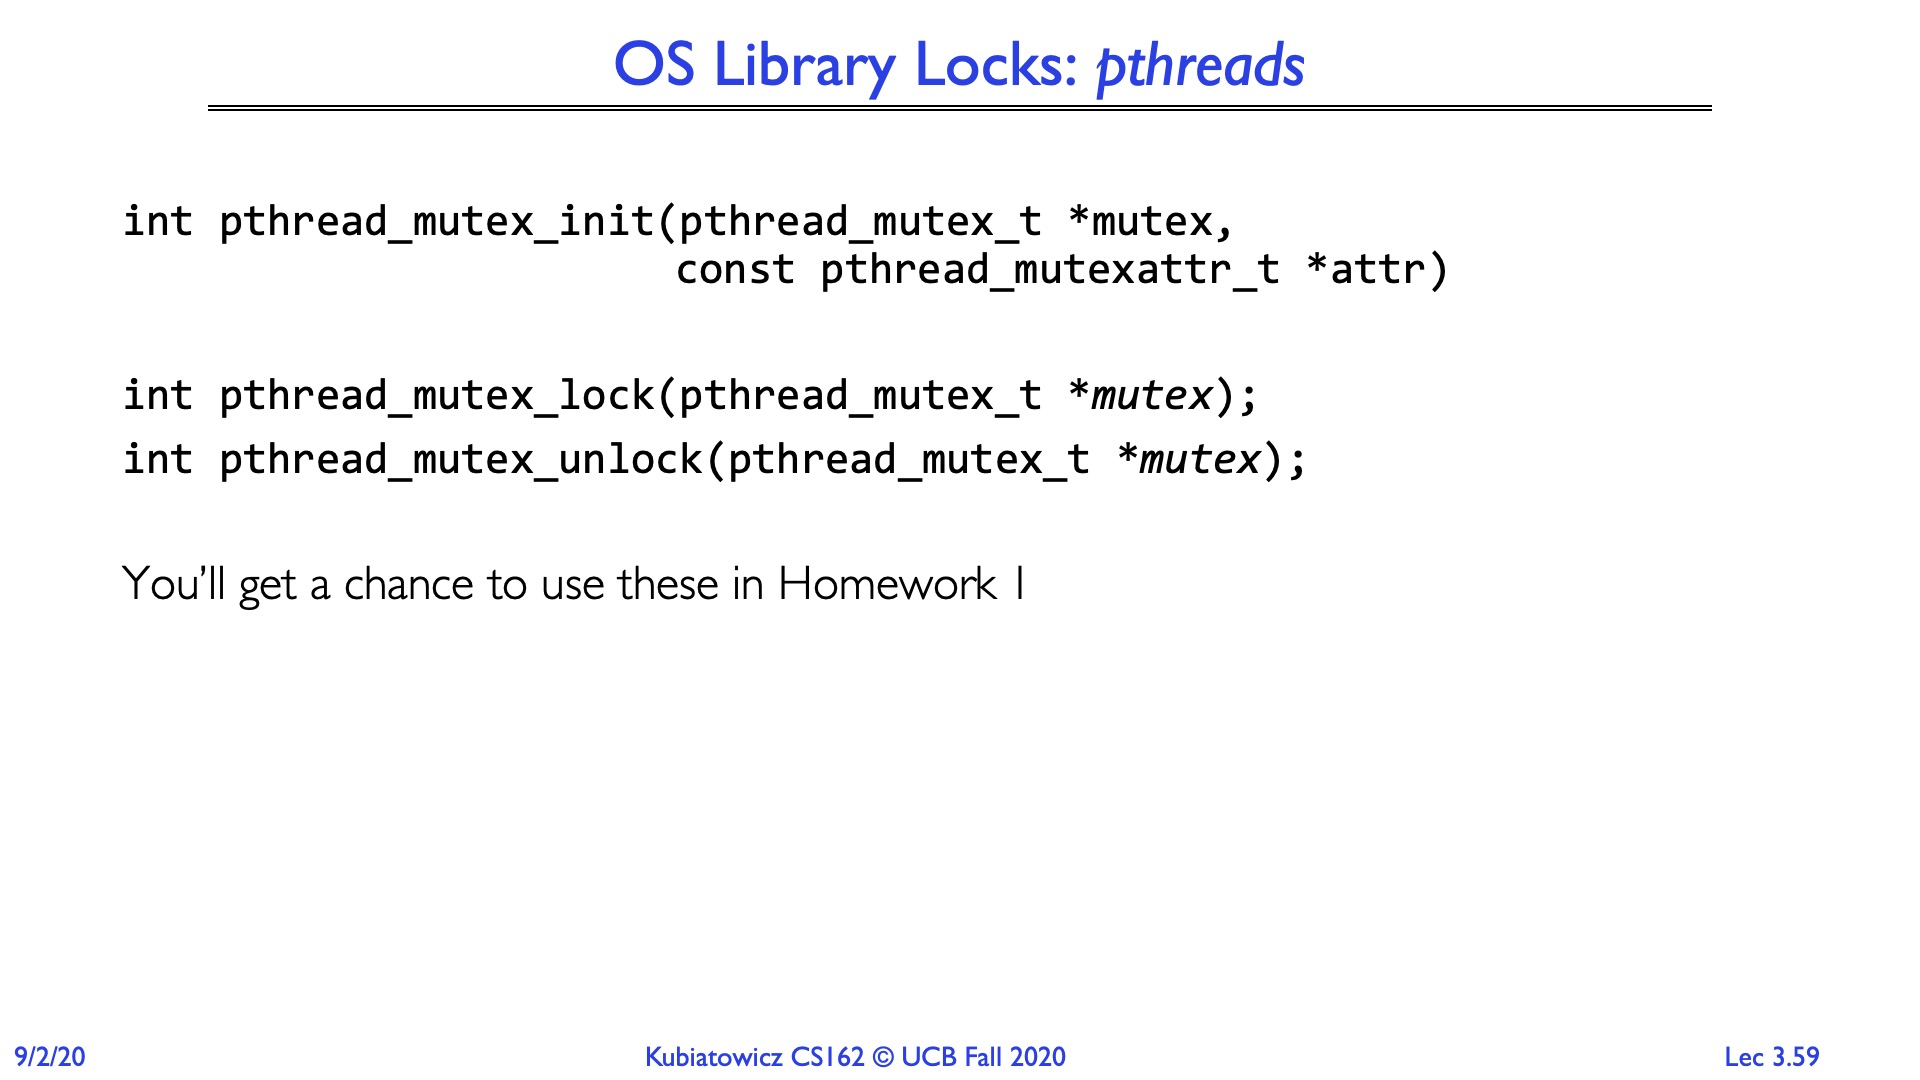 OS Library Locks: pthreads
int pthread_mutex_init(pthread_mutex_t *mutex,
const pthread_mutexattr_t *attr)
int pthread_mutex_lock(pthread_mutex_t *mutex);
int pthread_mutex_unlock(pthread_mutex_t *mutex);
You’ll get a chance to use these in Homework 1
9/2/20
Kubiatowicz CS162 © UCB Fall 2020
Lec 3.59